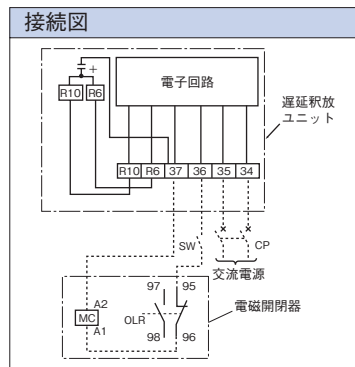 接続図
+
R10 R6
電子回路
遅延釈放
ユニット
R10 R6 37 36 35 34
SW
CP
交流電源
97 95
電磁開閉器
A2
MC
OLR
A1
98 96